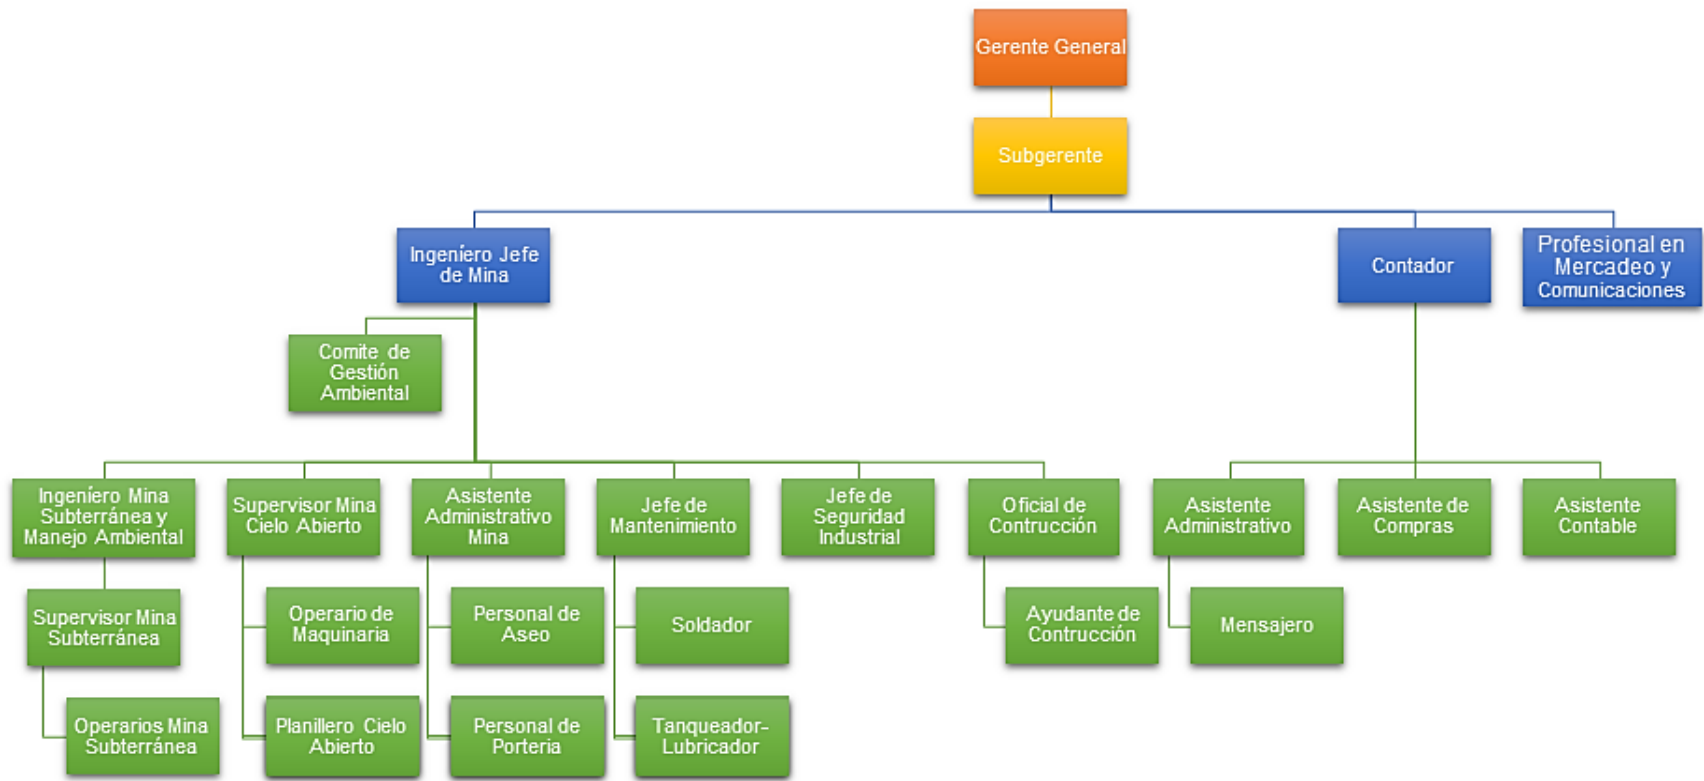 Gerente General
Subgerente
Ingeníero Jefe
de Mina
Contador
Profesional en
Mercadeo y
Comunicaciones
Comite de
Gestión
Ambiental
Ingeníero Mina
Subterránea y
Manejo Ambiental
Supervisor Mina
Cielo Abierto
Asistente
Administrativo
Mina
Jefe de
Mantenimiento
Jefe de
Seguridad
Industrial
Oficial de
Contrucción
Asistente
Administrativo
Asistente de
Compras
Asistente
Contable
Supervisor Mina
Subterránea
Operario de
Maquinaria
Personal de
Aseo
Soldador
Ayudante de
Contrucción
Mensajero
Operarios Mina
Subterránea
Planillero Cielo
Abierto
Personal de
Porteria
Tanqueador-
Lubricador